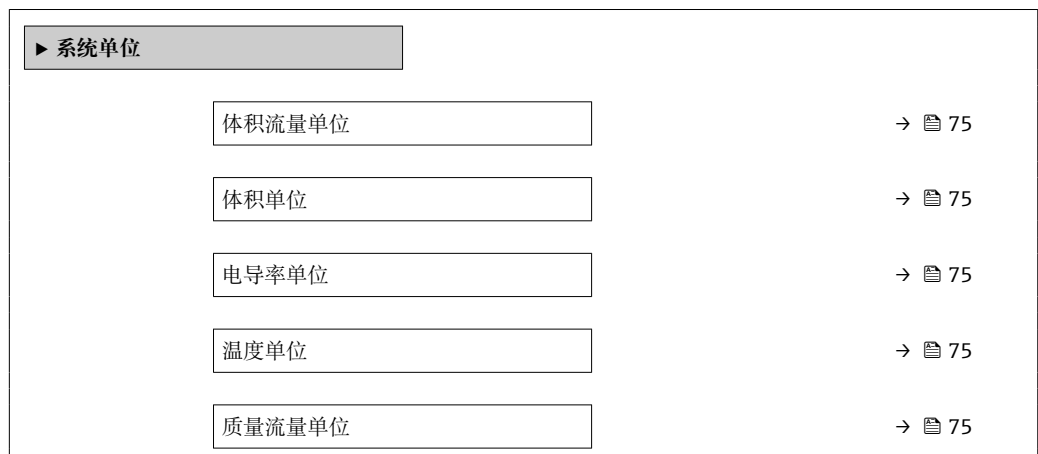 ▶ 系统单位
体积流量单位 → 75
体积单位 → 75
电导率单位 → 75
温度单位 → 75
质量流量单位 → 75